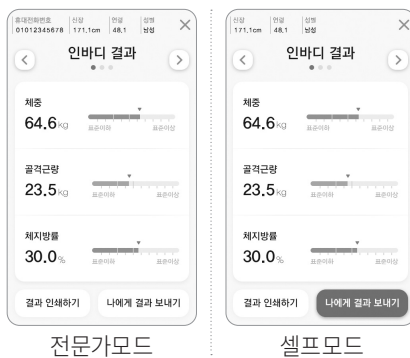 휴대전화번호 신장 연령 성별
01012345678 171,1cm 48,1 남성
인바디 결과
체중
64.6kg
표준이하 표준이상
골격근량
23.5kg
표준이하 표준이상
체지방률
30.0%
표준이하 표준이상
결과 인쇄하기 나에게 결과 보내기
전문가모드
신장 연령 성별
171,1cm 48,1 남성
인바디 결과
체중
64.6kg
표준이하 표준이상
골격근량
23.5kg
표준이하 표준이상
체지방률
30.0%
표준이하 표준이상
결과 인쇄하기 나에게 결과 보내기
셀프모드